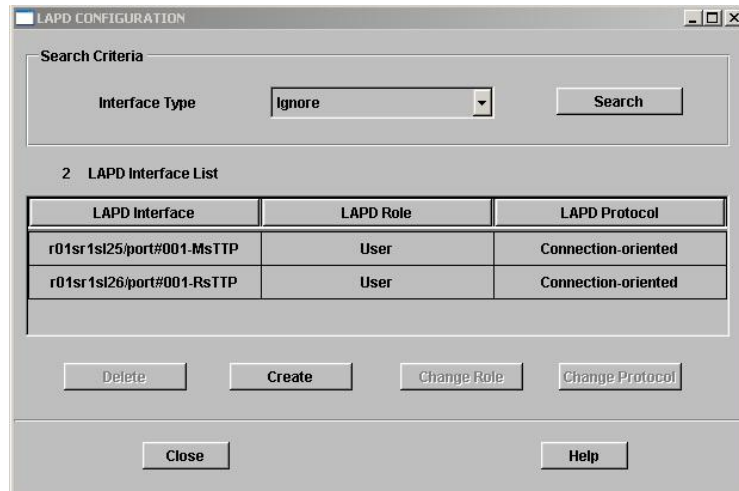 LAPD CONFIGURATION
Search Criteria
Interface Type Ignore Search
2 LAPD Interface List
LAPD Interface LAPD Role LAPD Protocol
r01sr1sl25/port#001-MsTTP User Connection-oriented
r01sr1sl26/port#001-RsTTP User Connection-oriented
Delete Create Change Role Change Protocol
Close Help